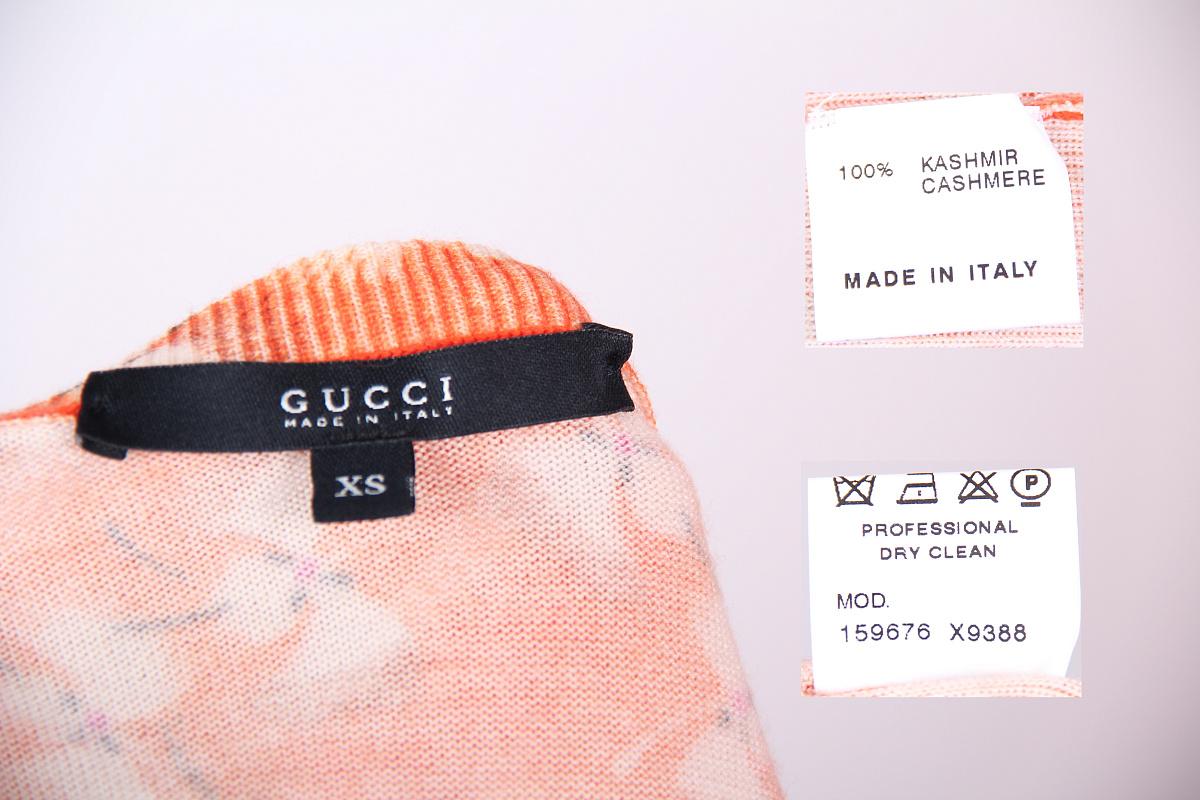 GUCCI
MADE IN ITALY
XS
100% KASHMIR
CASHMERE
MADE IN ITALY
P
PROFESSIONAL
DRY CLEAN
MOD.
159676 X9388